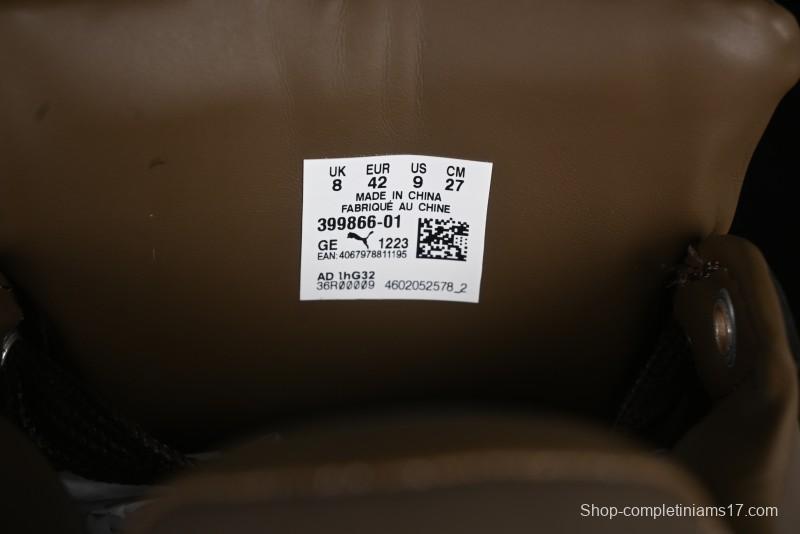 UK EUR US CM
8 42 9 27
MADE IN CHINA
FABRIQUÉ AU CHINE
399866-01
GE 1223
EAN: 4067978811195
AD 1hG32
36R00009 4602052578_2
Shop-completiniams17.com